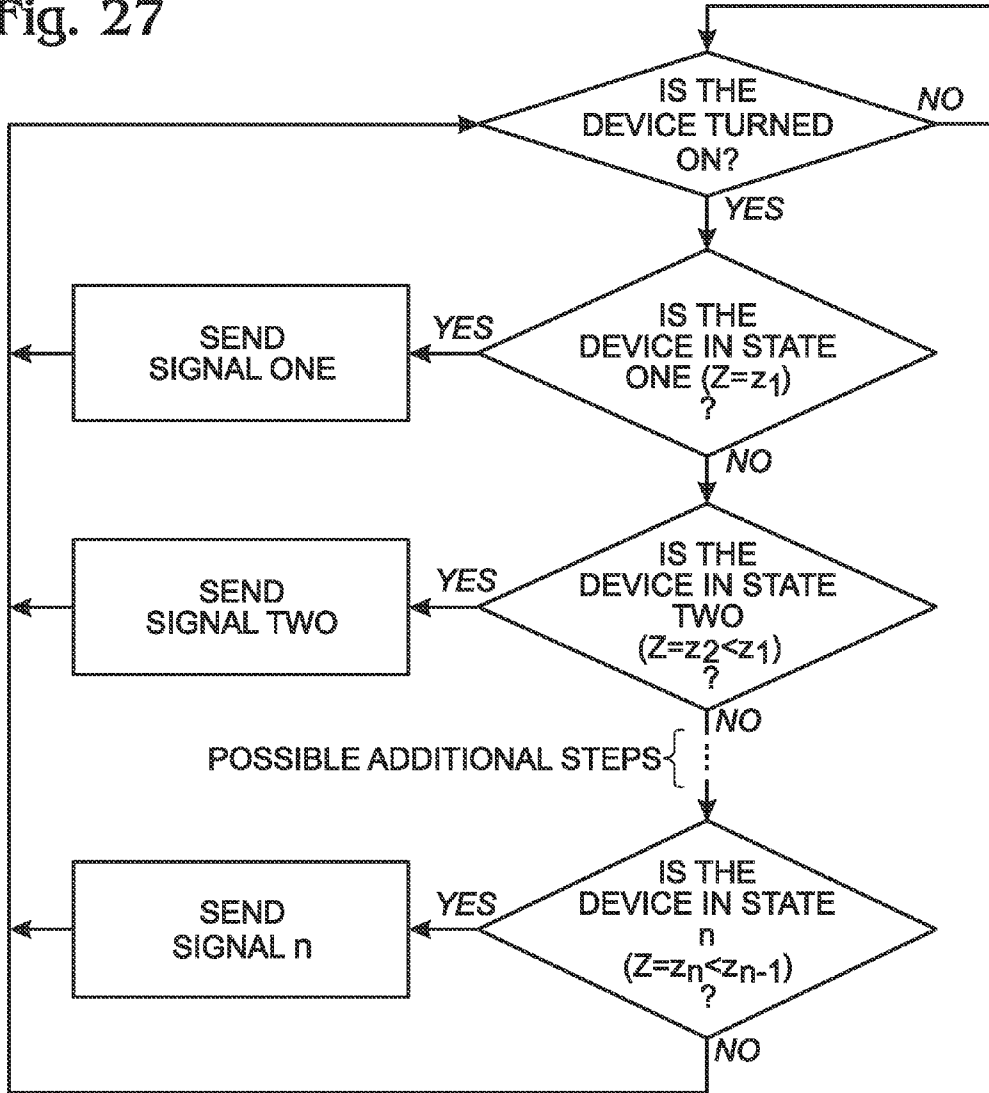 Fig. 27
IS THE
DEVICE TURNED
ON?
NO
YES
IS THE
DEVICE IN STATE
ONE (Z=z1)
?
YES
SEND
SIGNAL ONE
NO
IS THE
DEVICE IN STATE
TWO
(Z=z2<z1)
?
YES
SEND
SIGNAL TWO
NO
POSSIBLE ADDITIONAL STEPS
IS THE
DEVICE IN STATE
n
(Z=zn<zn-1)
?
YES
SEND
SIGNAL n
NO